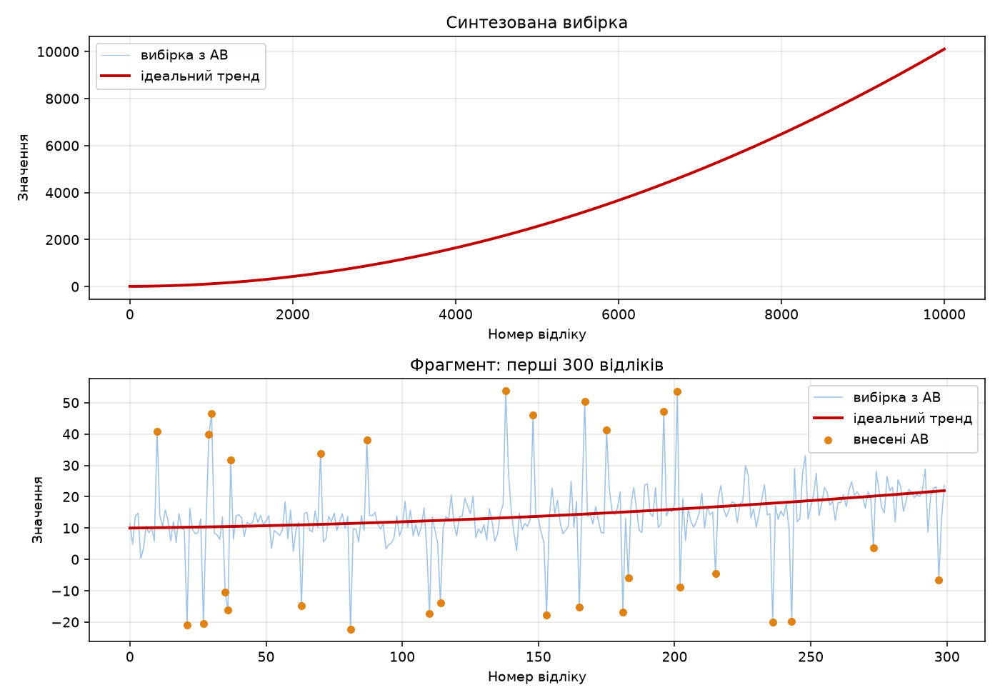 Синтезована вибірка
вибірка з АВ
ідеальний тренд
Значення
10000
8000
6000
4000
2000
0
0 2000 4000 6000 8000 10000
Номер відліку
Фрагмент: перші 300 відліків
вибірка з АВ
ідеальний тренд
внесені АВ
Значення
50
40
30
20
10
0
−10
−20
0 50 100 150 200 250 300
Номер відліку